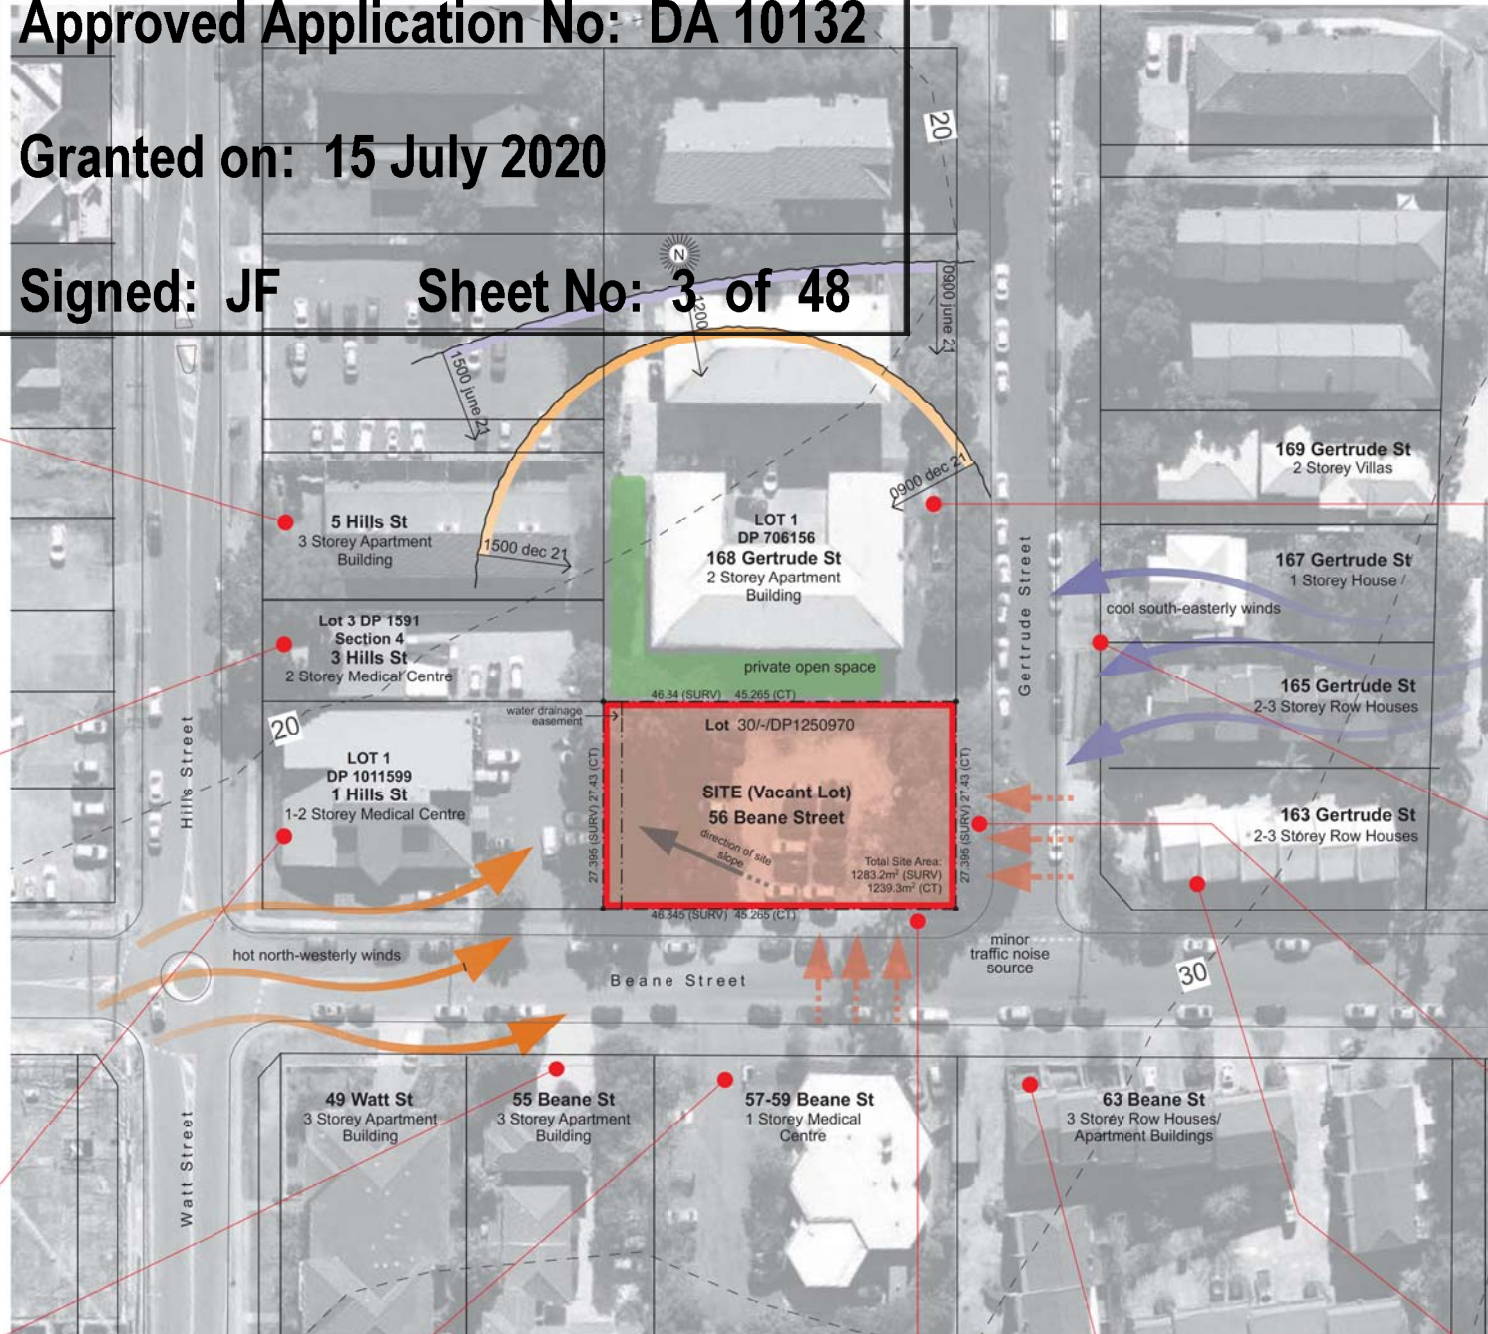 Approved Application No: DA 10132
Granted on: 15 July 2020
Signed: JF Sheet No: 3 of 48
20
N
1200
0900 june 21
1500 june 21
0900 dec 21
1500 dec 21
169 Gertrude St
2 Storey Villas
5 Hills St
3 Storey Apartment
Building
LOT 1
DP 706156
168 Gertrude St
2 Storey Apartment
Building
Gertrude Street
167 Gertrude St
1 Storey House
cool south-easterly winds
Lot 3 DP 1591
Section 4
3 Hills St
2 Storey Medical Centre
private open space
165 Gertrude St
2-3 Storey Row Houses
46.34 (SURV) 45.265 (CT)
water drainage
easement
Lot 30/-/DP1250970
20
Hills Street
LOT 1
DP 1011599
1 Hills St
1-2 Storey Medical Centre
27.395 (SURV) 27.43 (CT)
SITE (Vacant Lot)
56 Beane Street
direction of site
slope
Total Site Area:
1283.2m² (SURV)
1239.3m² (CT)
27.395 (SURV) 27.43 (CT)
163 Gertrude St
2-3 Storey Row Houses
46.345 (SURV) 45.265 (CT)
hot north-westerly winds
Beane Street
minor
traffic noise
source
30
Watt Street
49 Watt St
3 Storey Apartment
Building
55 Beane St
3 Storey Apartment
Building
57-59 Beane St
1 Storey Medical
Centre
63 Beane St
3 Storey Row Houses/
Apartment Buildings